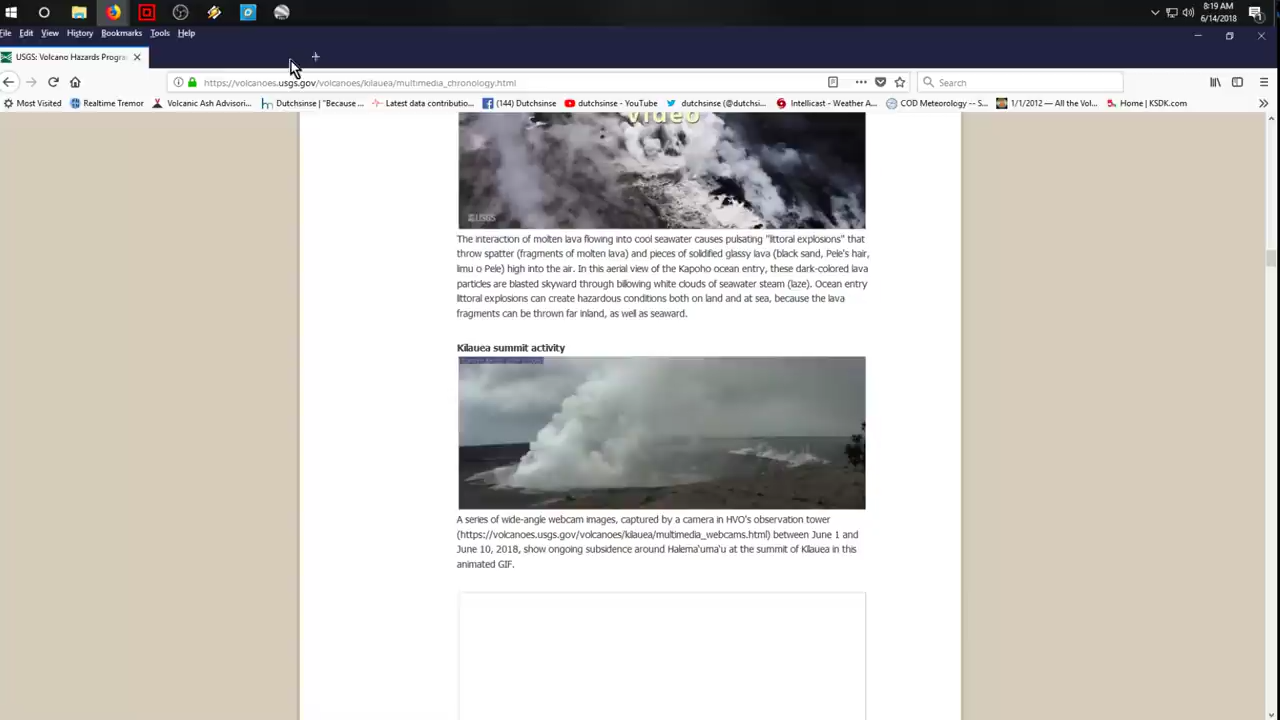 8:19 AM
6/14/2018
File Edit View History Bookmarks Tools Help
USGS: Volcano Hazards Progra
https://volcanoes.usgs.gov/volcanoes/kilauea/multimedia_chronology.html
Search
Most Visited Realtime Tremor Volcanic Ash Advisori... Dutchsinse | "Because ... Latest data contributio... (144) Dutchsinse dutchsinse - YouTube dutchsinse (@dutchsi... Intellicast - Weather A... COD Meteorology -- S... 1/1/2012 — All the Vol... Home | KSDK.com
video
USGS
The interaction of molten lava flowing into cool seawater causes pulsating "littoral explosions" that
throw spatter (fragments of molten lava) and pieces of solidified glassy lava (black sand, Pele's hair,
limu o Pele) high into the air. In this aerial view of the Kapoho ocean entry, these dark-colored lava
particles are blasted skyward through billowing white clouds of seawater steam (laze). Ocean entry
littoral explosions can create hazardous conditions both on land and at sea, because the lava
fragments can be thrown far inland, as well as seaward.
Kīlauea summit activity
A series of wide-angle webcam images, captured by a camera in HVO's observation tower
(https://volcanoes.usgs.gov/volcanoes/kilauea/multimedia_webcams.html) between June 1 and
June 10, 2018, show ongoing subsidence around Halema'uma'u at the summit of Kīlauea in this
animated GIF.